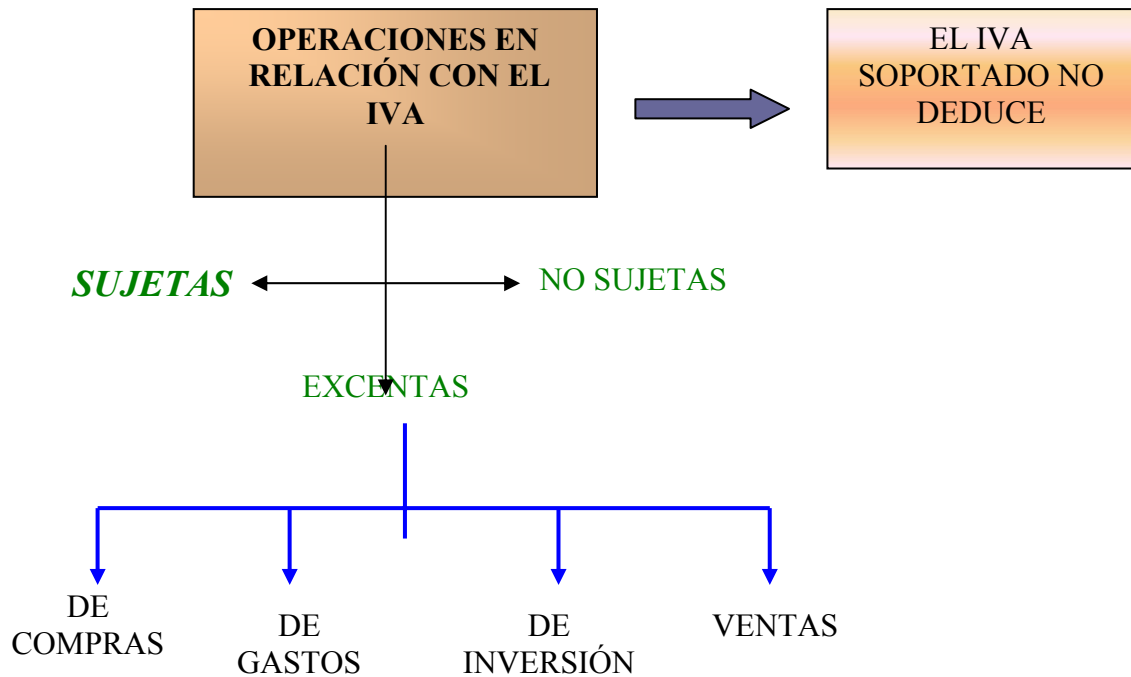 OPERACIONES EN
RELACIÓN CON EL
IVA
EL IVA
SOPORTADO NO
DEDUCE
SUJETAS
NO SUJETAS
EXCENTAS
DE
COMPRAS
DE
GASTOS
DE
INVERSIÓN
VENTAS